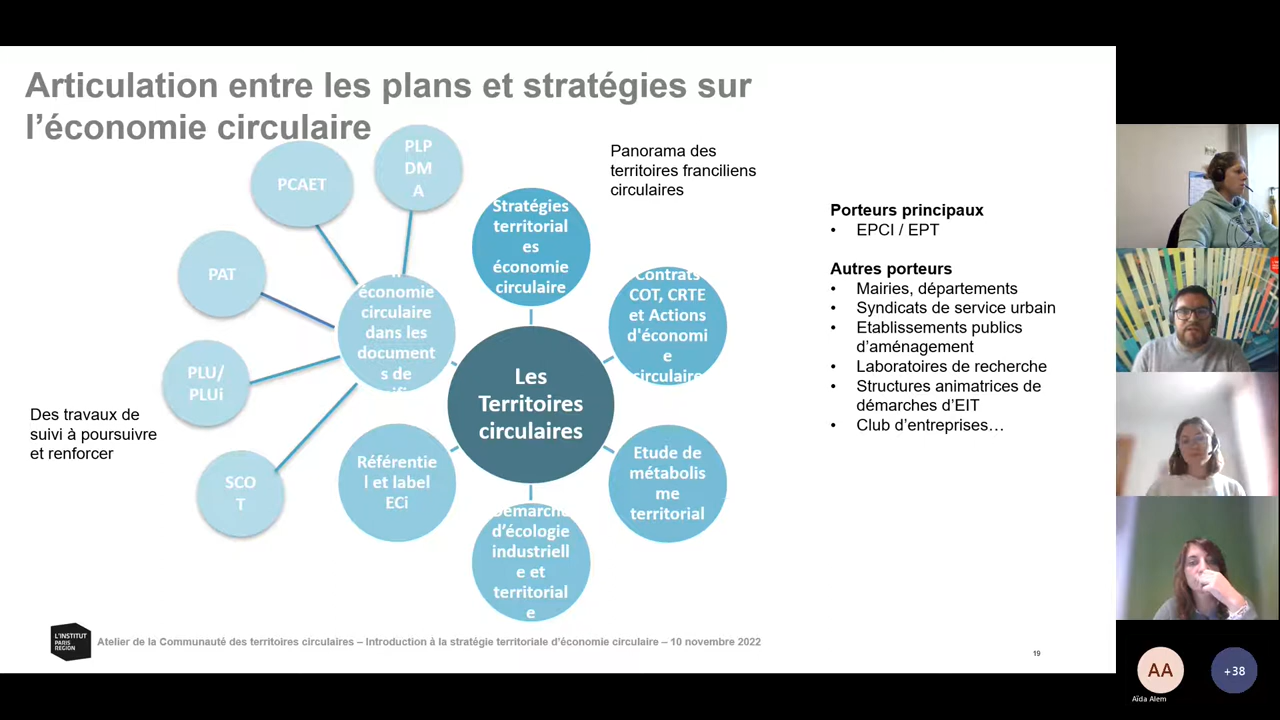 Articulation entre les plans et stratégies sur
l’économie circulaire
PLP
DM
A
PCAET
Panorama des
territoires franciliens
circulaires
Stratégies
territorial
es
économie
circulaire
Porteurs principaux
• EPCI / EPT
PAT
Autres porteurs
• Mairies, départements
• Syndicats de service urbain
• Etablissements publics
d’aménagement
• Laboratoires de recherche
• Structures animatrices de
démarches d’EIT
• Club d’entreprises…
économie
circulaire
dans les
document
s de
Contrats
COT, CRTE
et Actions
d'économi
e
circulaire
PLU/
PLUi
Les
Territoires
circulaires
Des travaux de
suivi à poursuivre
et renforcer
SCO
T
Référentie
l et label
ECi
Etude de
métabolis
me
territorial
Démarche
d’écologie
industriell
e et
territorial
e
L'INSTITUT
PARIS
REGION
Atelier de la Communauté des territoires circulaires – Introduction à la stratégie territoriale d’économie circulaire – 10 novembre 2022
19
AA
+38
Aïda Alem